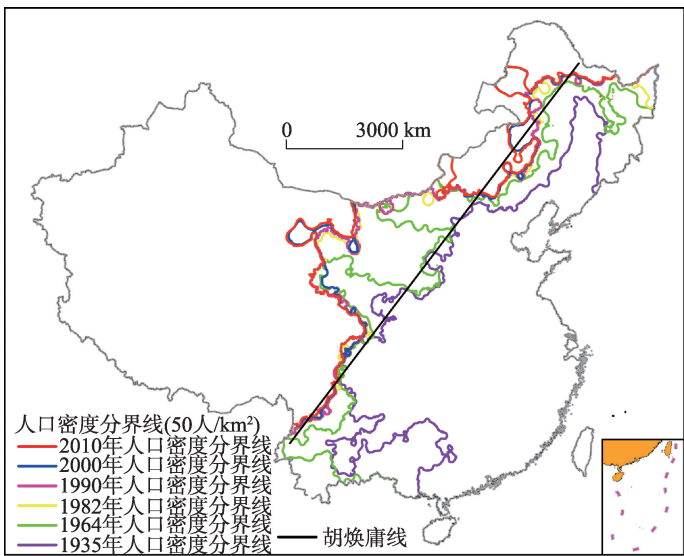 0 3000 km
人口密度分界线(50人/km²)
2010年人口密度分界线
2000年人口密度分界线
1990年人口密度分界线
1982年人口密度分界线
1964年人口密度分界线
1935年人口密度分界线
胡焕庸线